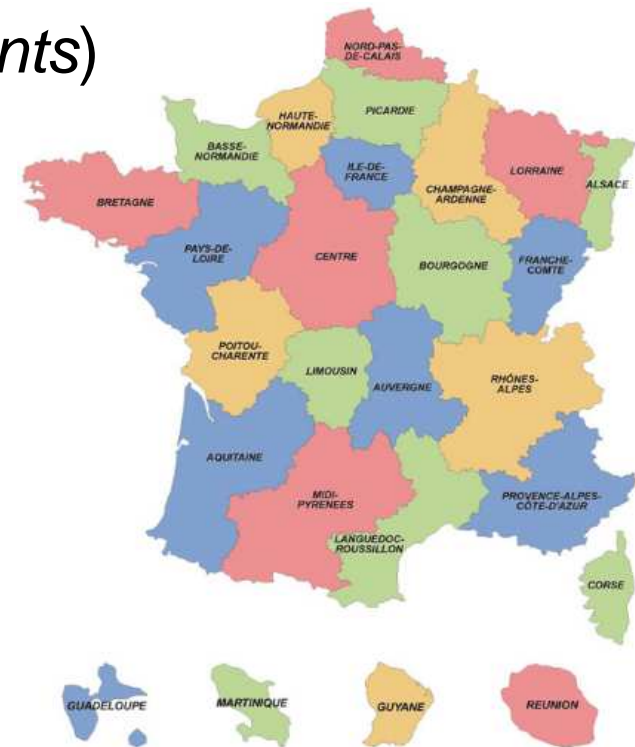 nts)
NORD-PAS-
DE-CALAIS
HAUTE-
NORMANDIE
PICARDIE
BASSE-
NORMANDIE
ILE-DE-
FRANCE
CHAMPAGNE-
ARDENNE
LORRAINE
ALSACE
BRETAGNE
PAYS-DE-
LOIRE
CENTRE
BOURGOGNE
FRANCHE-
COMTE
POITOU-
CHARENTE
LIMOUSIN
AUVERGNE
RHÔNES-
ALPES
AQUITAINE
MIDI-
PYRENEES
PROVENCE-ALPES-
CÔTE-D'AZUR
LANGUEDOC-
ROUSSILLON
CORSE
GUADELOUPE
MARTINIQUE
GUYANE
REUNION